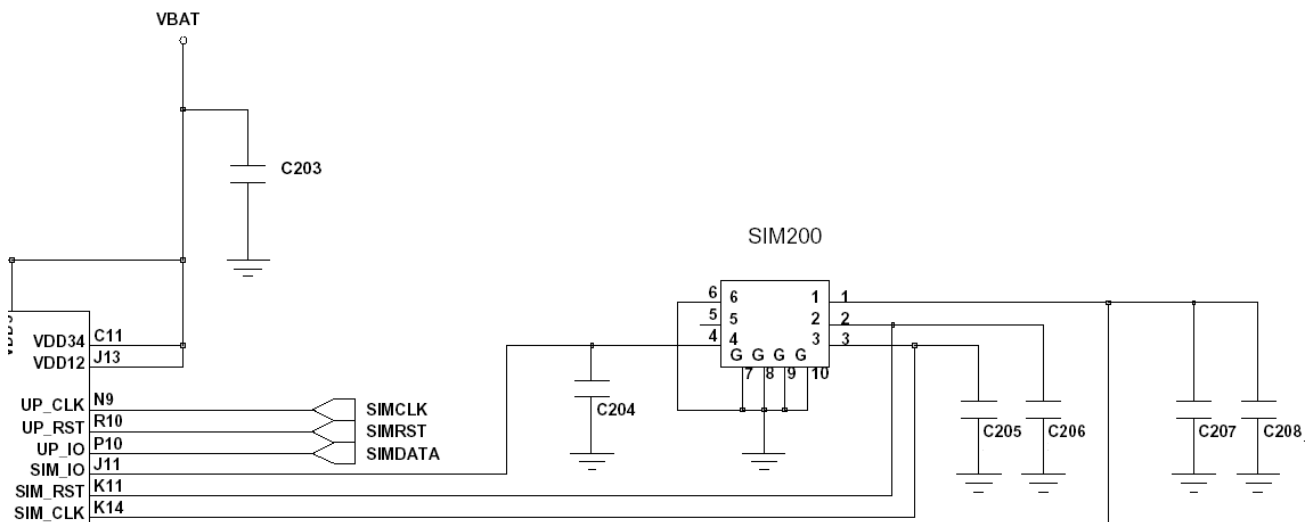 VBAT
C203
SIM200
6 6 1 1
5 5 2 2
4 4 3 3
G G G G
7 8 9 10
VDD34 C11
VDD12 J13
UP_CLK N9 SIMCLK
UP_RST R10 SIMRST
UP_IO P10 SIMDATA
SIM_IO J11
SIM_RST K11
SIM_CLK K14
C204
C205
C206
C207
C208